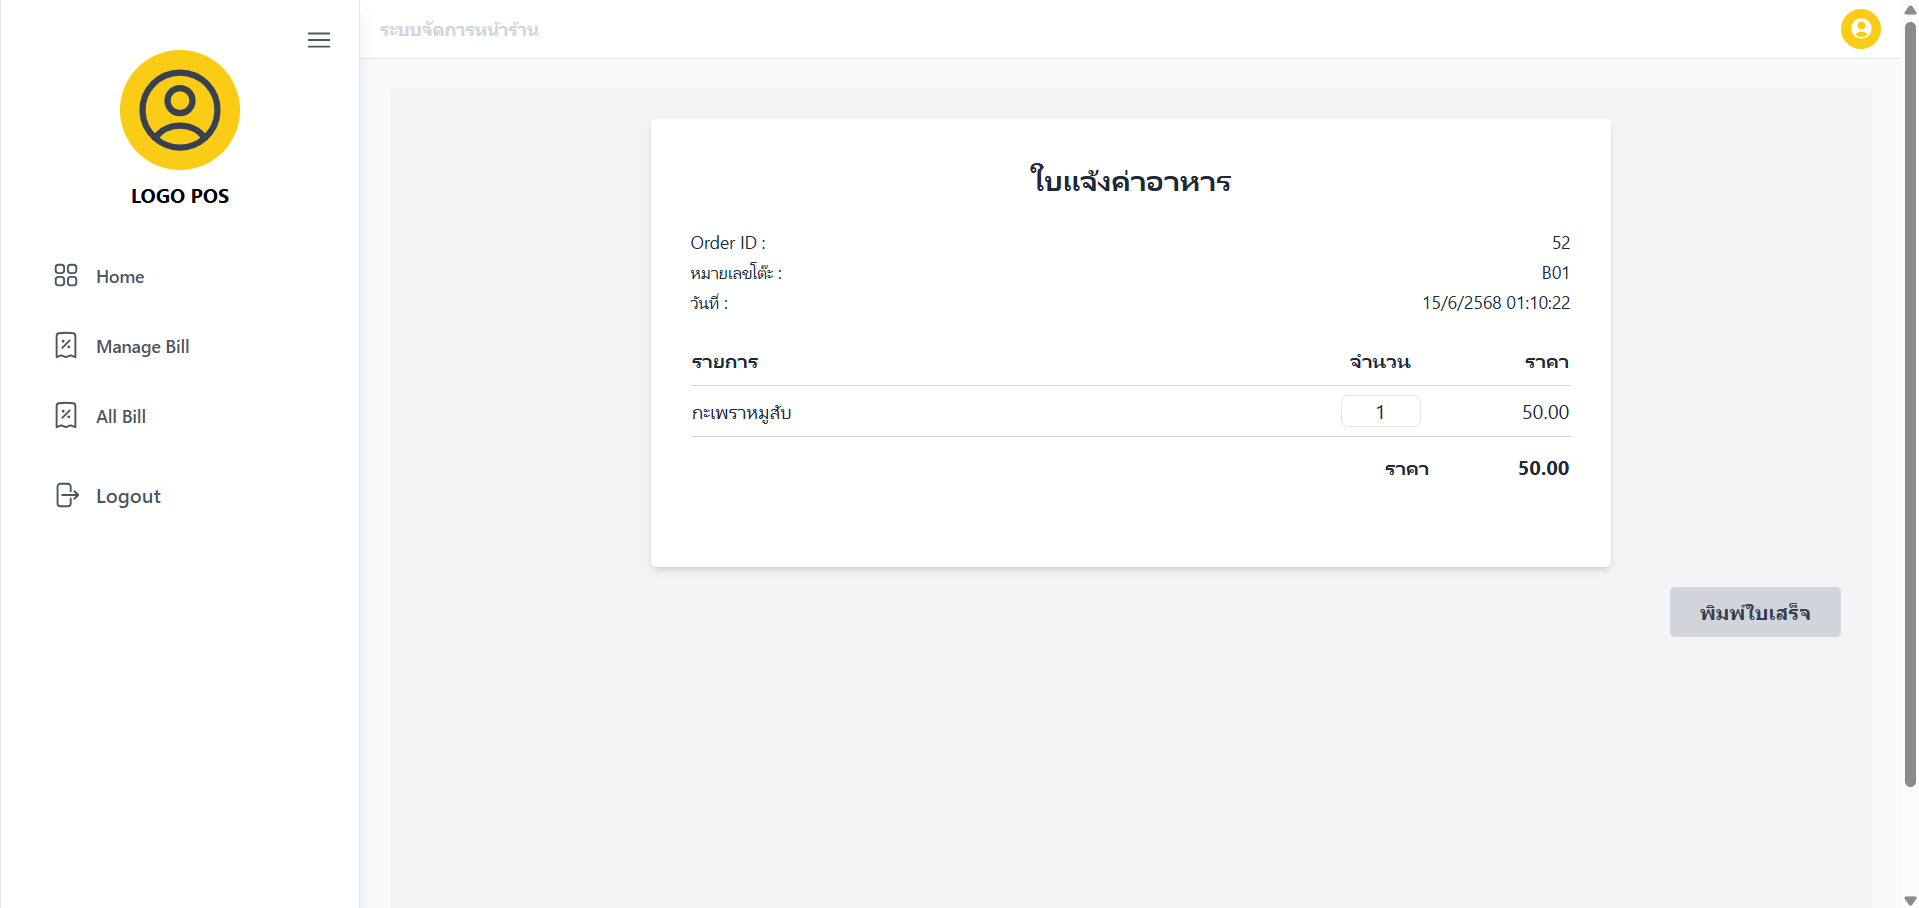 ระบบจัดการหน้าร้าน
LOGO POS
Home
Manage Bill
All Bill
Logout
ใบแจ้งค่าอาหาร
Order ID : 52
หมายเลขโต๊ะ : B01
วันที่ : 15/6/2568 01:10:22
รายการ จำนวน ราคา
กะเพราหมูสับ 1 50.00
ราคา 50.00
พิมพ์ใบเสร็จ